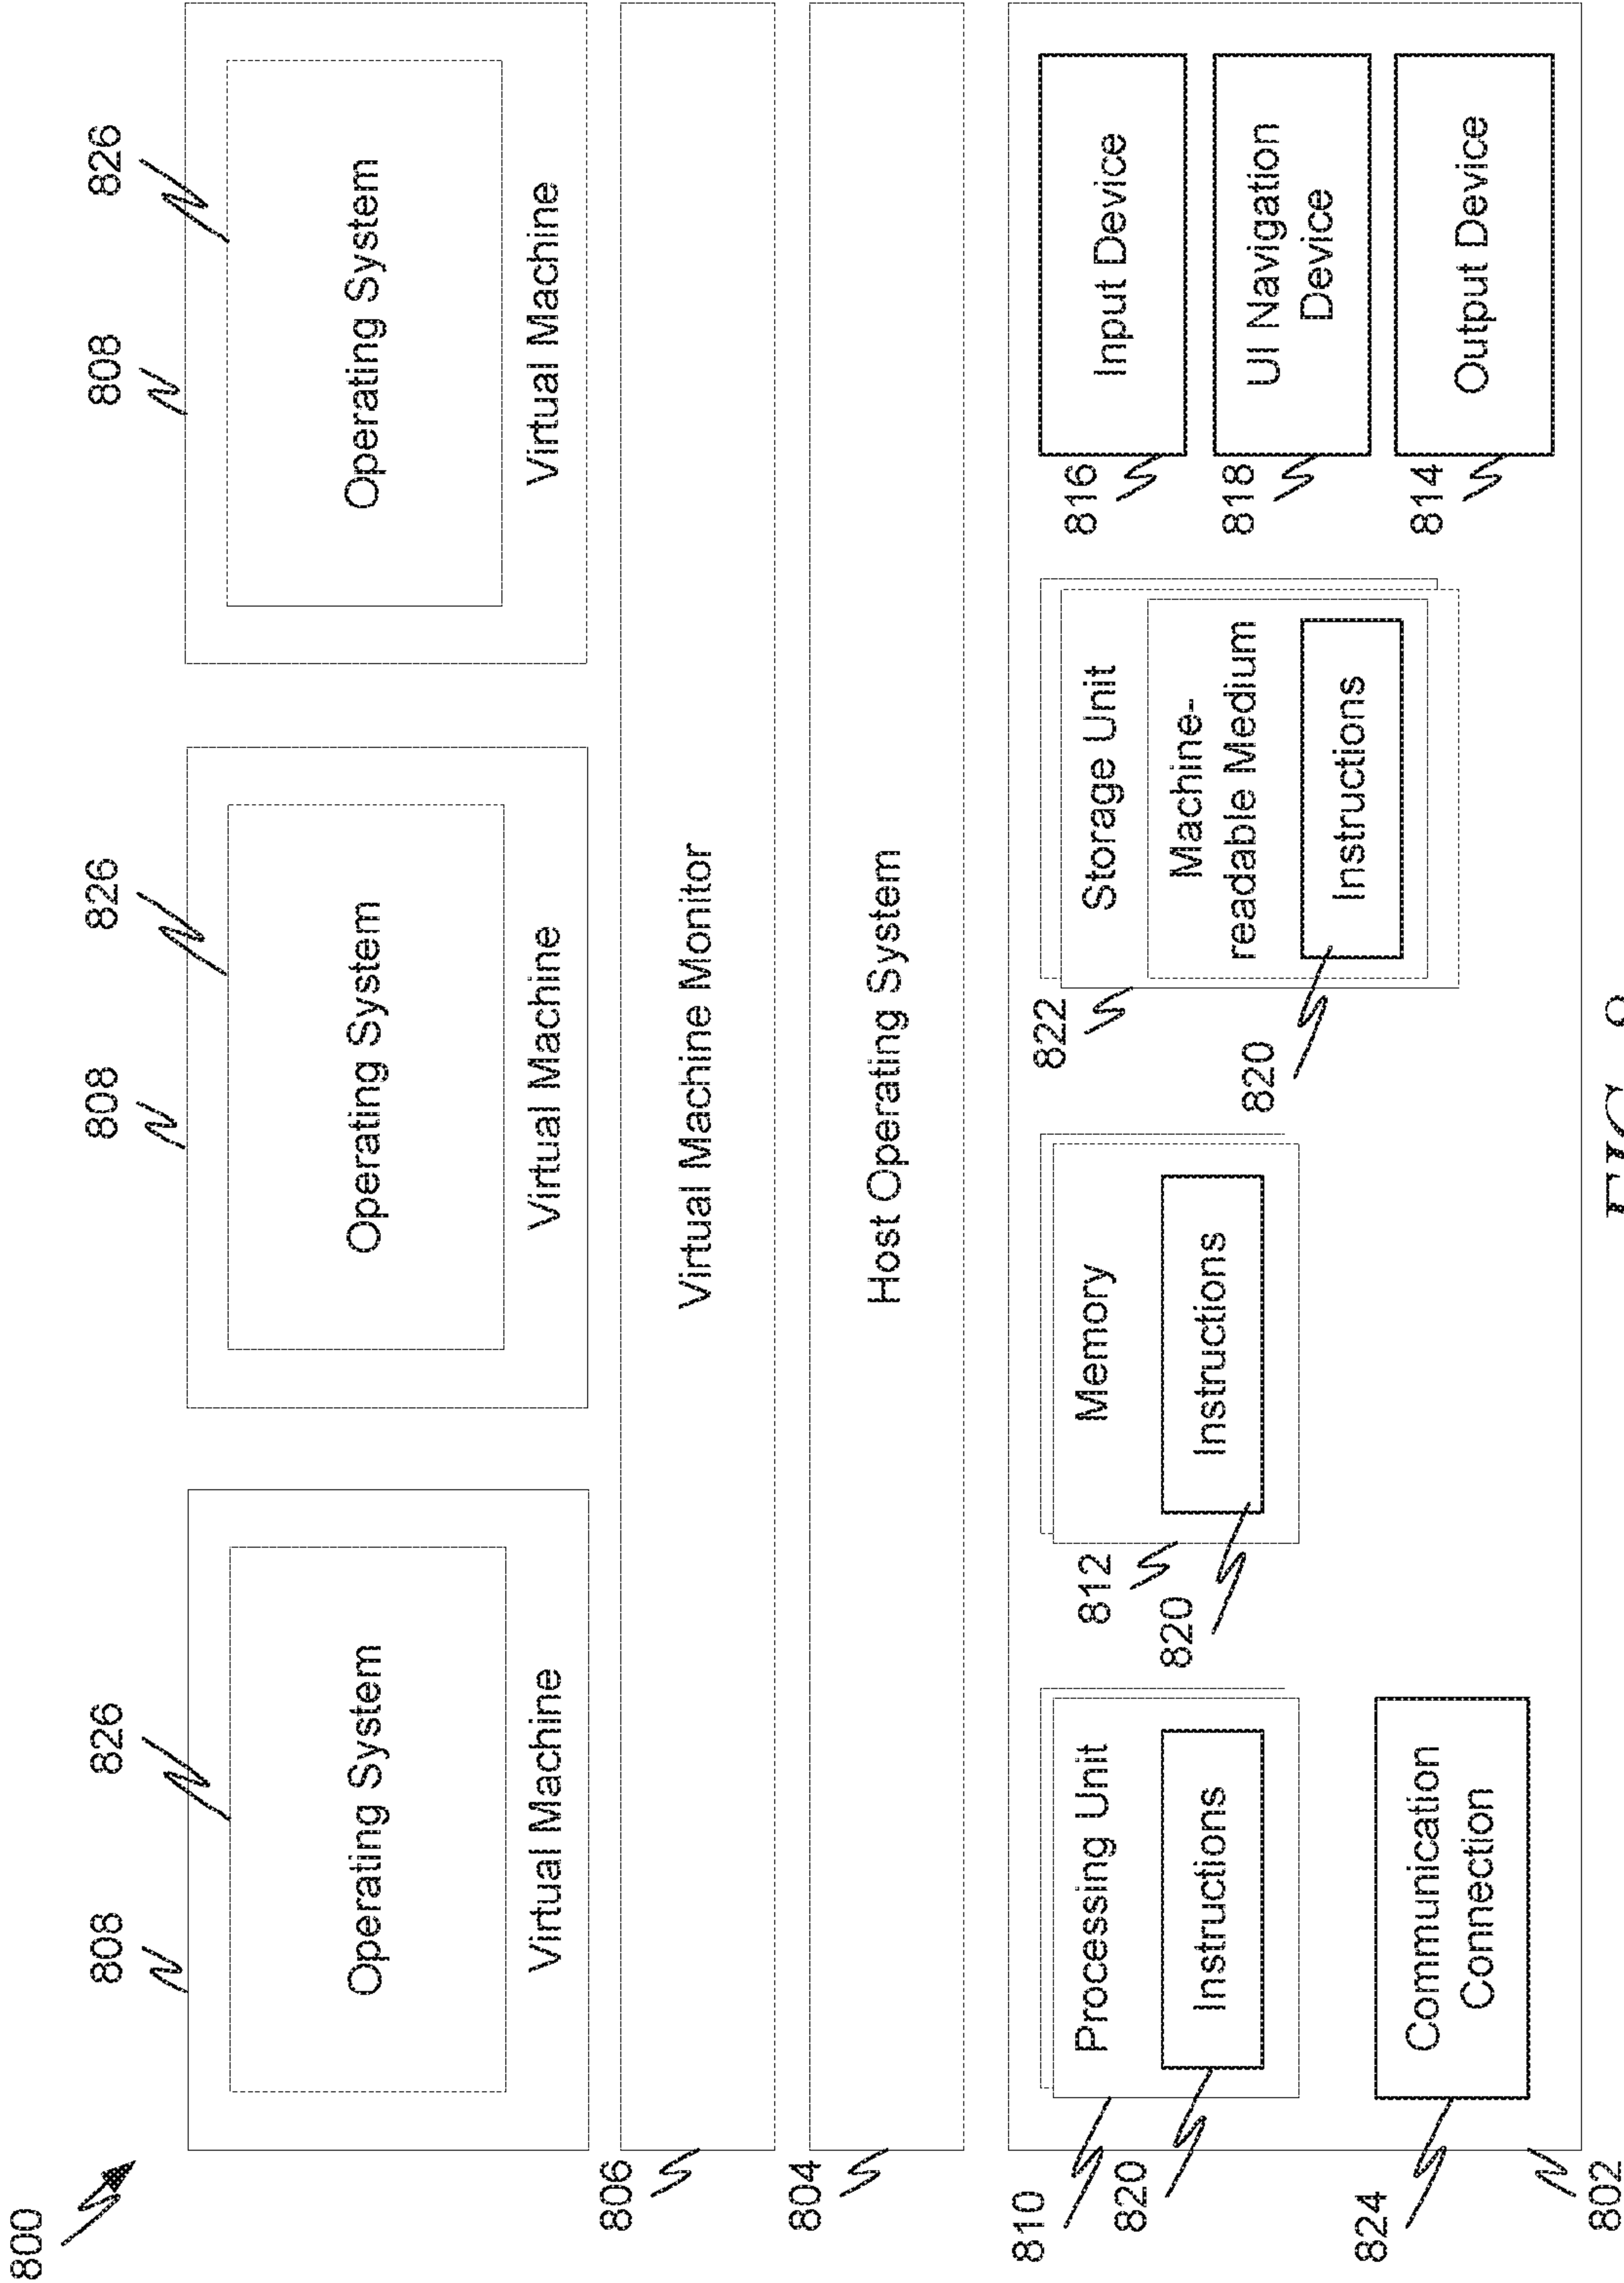 800
808
826
808
826
808
826
Operating System
Operating System
Operating System
Virtual Machine
Virtual Machine
Virtual Machine
806
Virtual Machine Monitor
804
Host Operating System
810
Processing Unit
820
Instructions
812
Memory
820
Instructions
822
Storage Unit
Machine-
readable Medium
820
Instructions
816
Input Device
818
UI Navigation
Device
814
Output Device
824
Communication
Connection
802